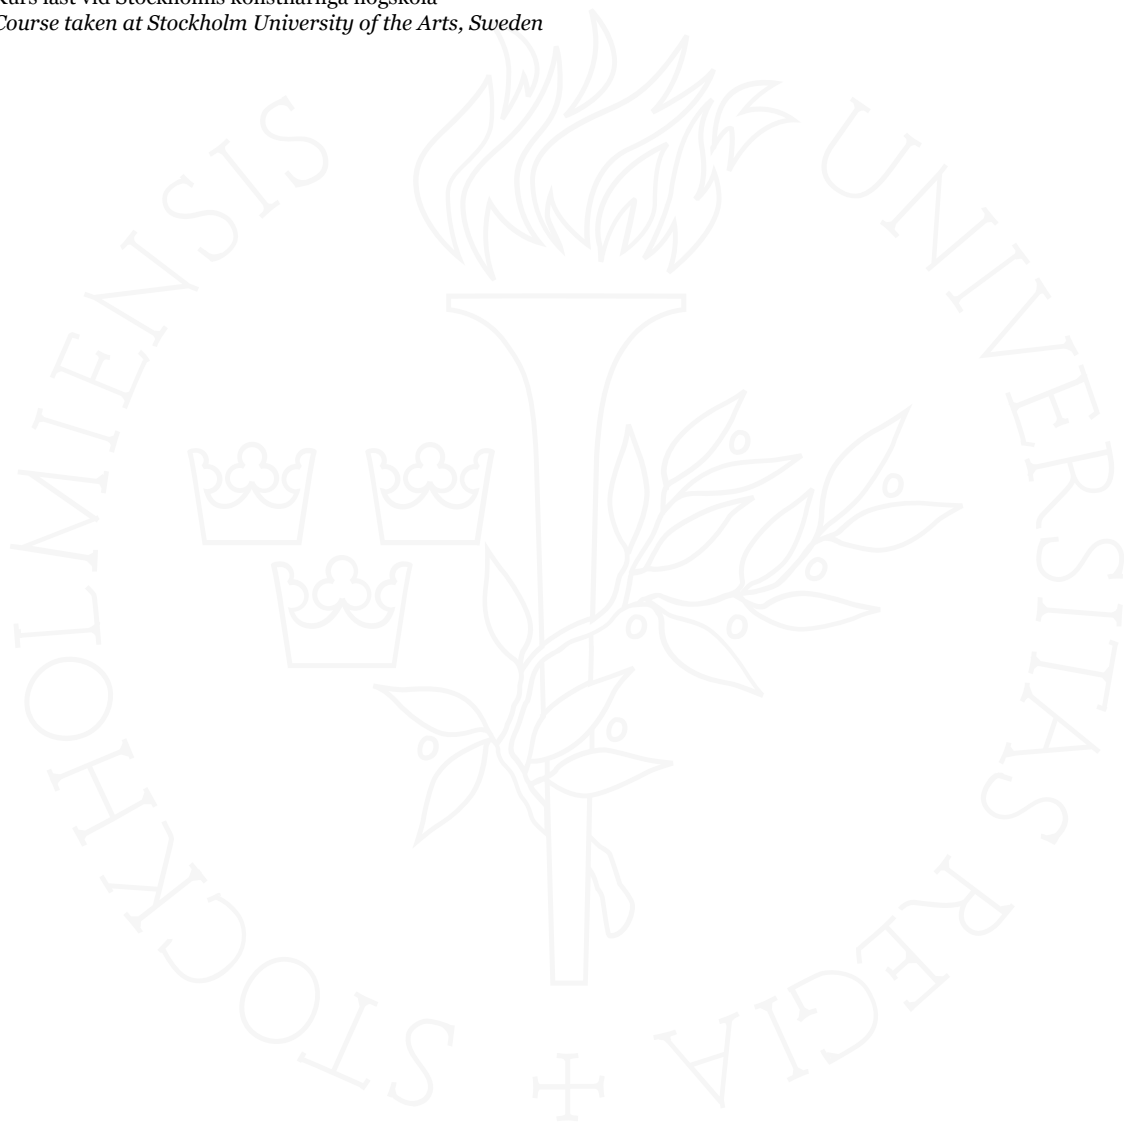 Kurs läst vid Stockholms konstnärliga högskola
Course taken at Stockholm University of the Arts, Sweden
STOCKHOLMIENSIS UNIVERSITAS REGIA